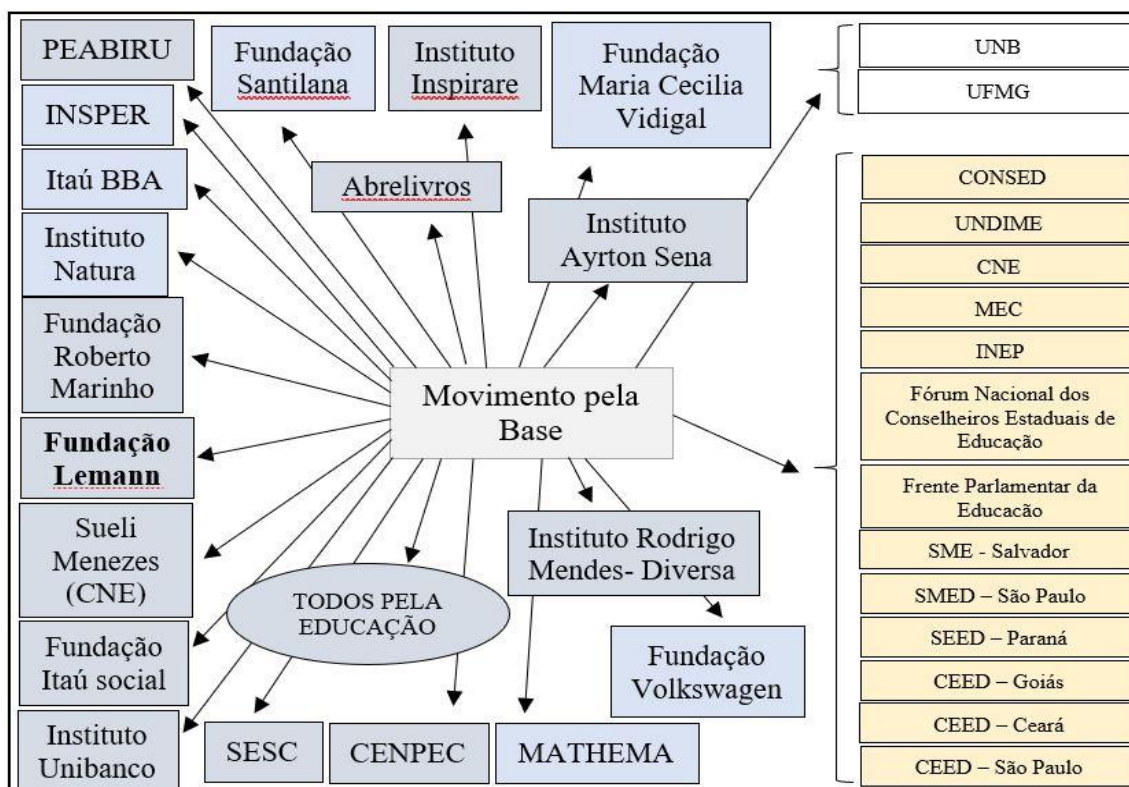 PEABIRU
INSPER
Itaú BBA
Instituto
Natura
Fundação
Roberto
Marinho
Fundação
Lemann
Sueli
Menezes
(CNE)
Fundação
Itaú social
Instituto
Unibanco
Fundação
Santilana
Instituto
Inspirare
Fundação
Maria Cecilia
Vidigal
Abrelivros
Instituto
Ayrton Sena
Movimento pela
Base
TODOS PELA
EDUCAÇÃO
Instituto Rodrigo
Mendes- Diversa
Fundação
Volkswagen
SESC
CENPEC
MATHEMA
UNB
UFMG
CONSED
UNDIME
CNE
MEC
INEP
Fórum Nacional dos
Conselheiros Estaduais de
Educação
Frente Parlamentar da
Educacão
SME - Salvador
SMED – São Paulo
SEED – Paraná
CEED – Goiás
CEED – Ceará
CEED – São Paulo